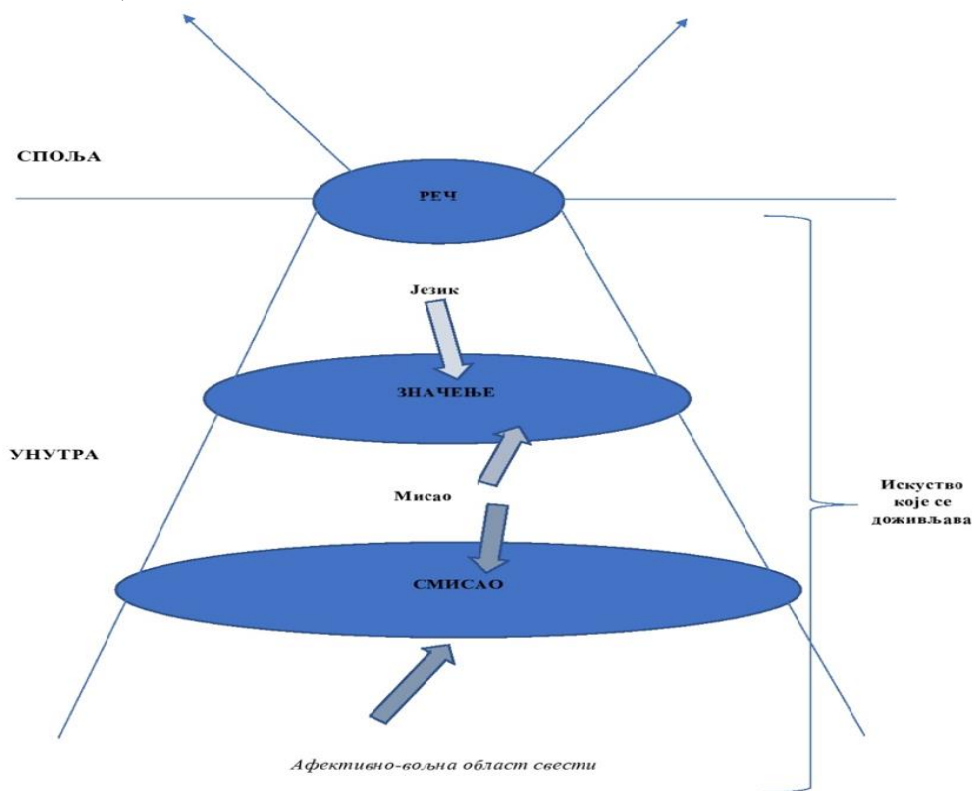 СПОЉА
РЕЧ
Језик
ЗНАЧЕЊЕ
УНУТРА
Мисао
Искуство
које се
доживљава
СМИСАО
Афективно-вољна област свести